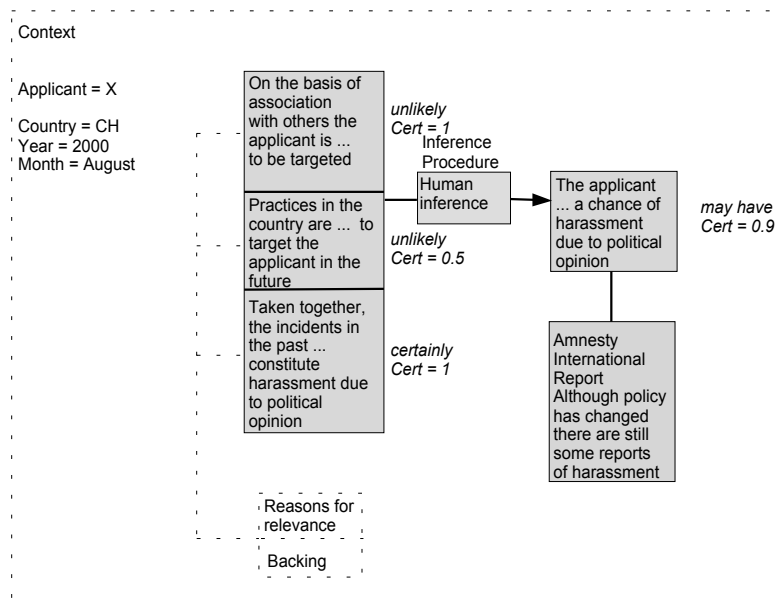 Context
Applicant = X
Country = CH
Year = 2000
Month = August
On the basis of
association
with others the
applicant is ...
to be targeted
unlikely
Cert = 1
Practices in the
country are ... to
target the
applicant in the
future
unlikely
Cert = 0.5
Taken together,
the incidents in
the past ...
constitute
harassment due
to political
opinion
certainly
Cert = 1
Inference
Procedure
Human
inference
The applicant
... a chance of
harassment
due to political
opinion
may have
Cert = 0.9
Amnesty
International
Report
Although policy
has changed
there are still
some reports
of harassment
Reasons for
relevance
Backing